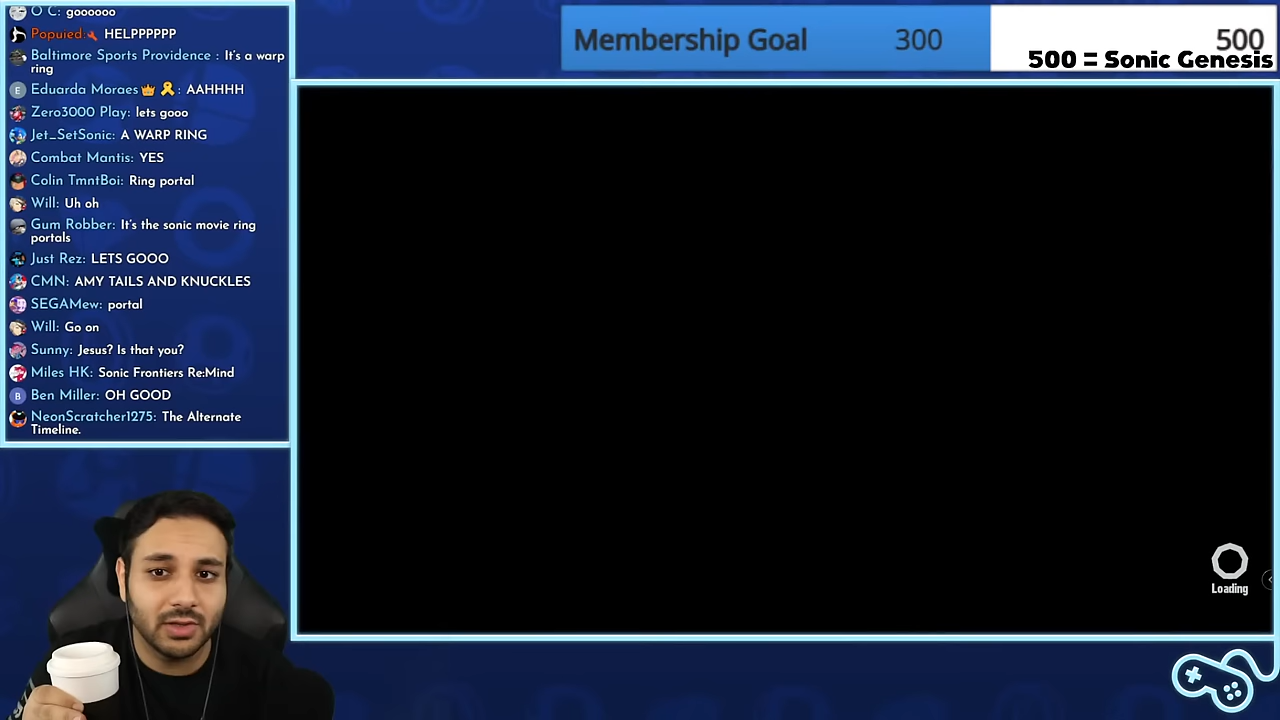 O C: goooooo
Popuied: HELPPPPPP
Baltimore Sports Providence : It's a warp
ring
Eduarda Moraes : AAHHHH
Zero3000 Play: lets gooo
Jet_SetSonic: A WARP RING
Combat Mantis: YES
Colin TmntBoi: Ring portal
Will: Uh oh
Gum Robber: It's the sonic movie ring
portals
Just Rez: LETS GOOO
CMN: AMY TAILS AND KNUCKLES
SEGAMew: portal
Will: Go on
Sunny: Jesus? Is that you?
Miles HK: Sonic Frontiers Re:Mind
Ben Miller: OH GOOD
NeonScratcher1275: The Alternate
Timeline.
Membership Goal 300 500
500 = Sonic Genesis
Loading